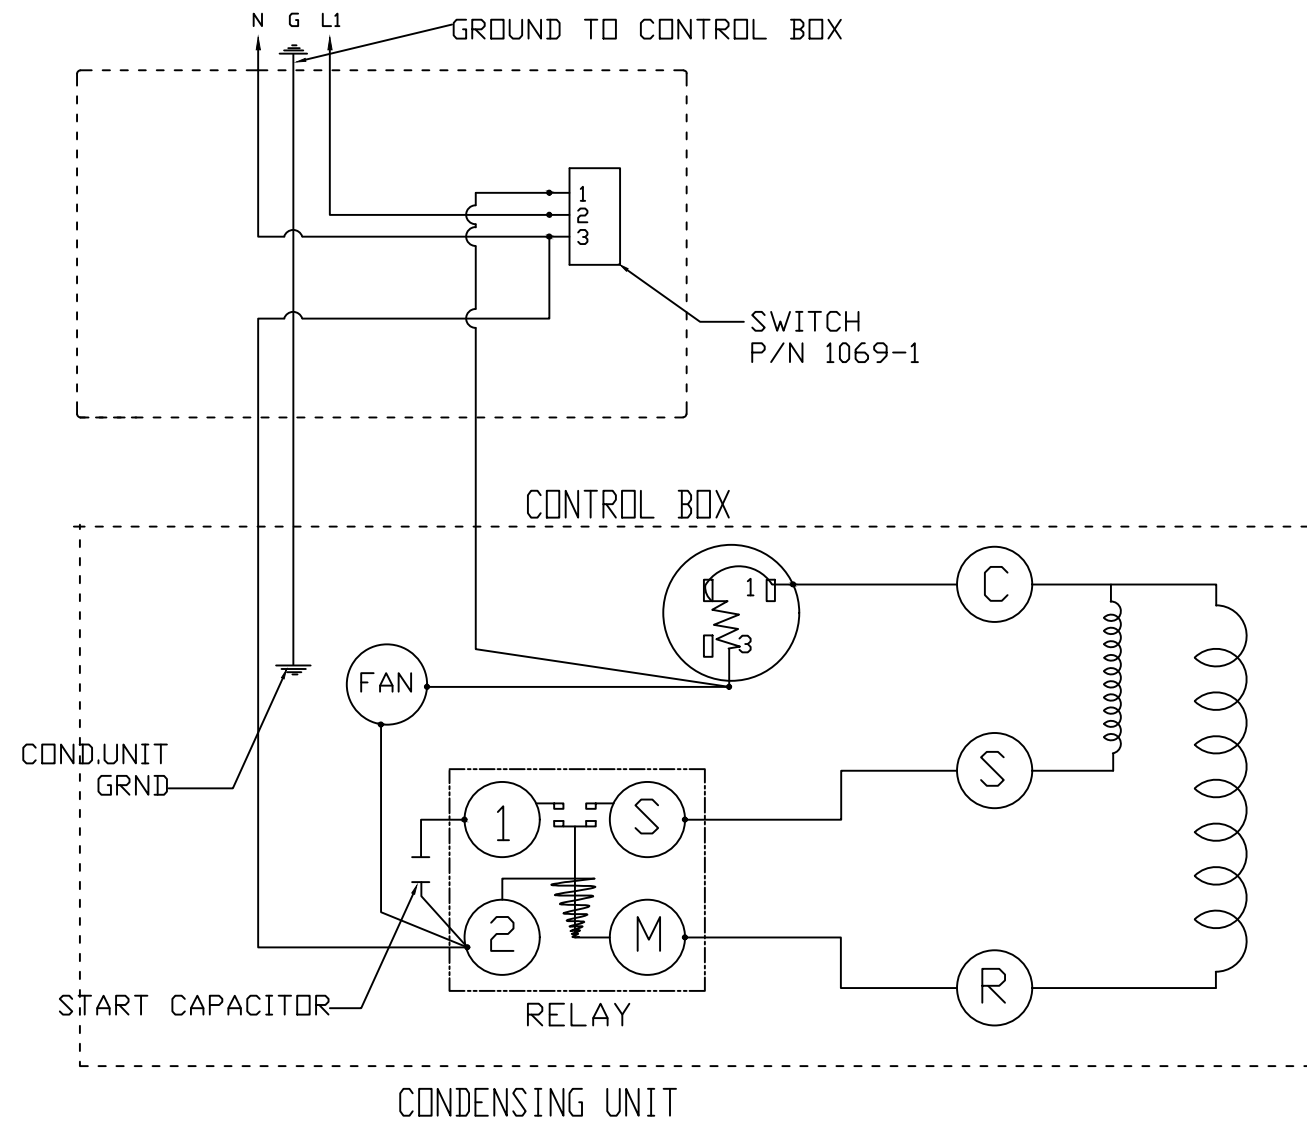 N G L1
GROUND TO CONTROL BOX
1
2
3
SWITCH
P/N 1069-1
CONTROL BOX
1
3
C
FAN
COND.UNIT
GRND
S
1
S
2
M
R
START CAPACITOR
RELAY
CONDENSING UNIT